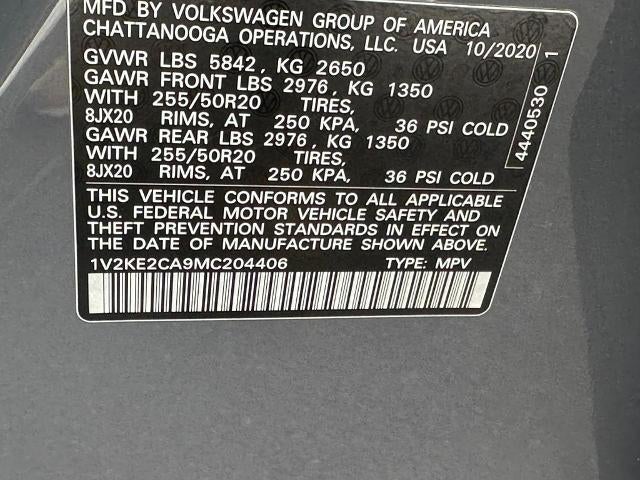 MFD BY VOLKSWAGEN GROUP OF AMERICA
CHATTANOOGA OPERATIONS, LLC. USA 10/2020
GVWR LBS 5842, KG 2650
GAWR FRONT LBS 2976, KG 1350
WITH 255/50R20 TIRES,
8JX20 RIMS, AT 250 KPA, 36 PSI COLD
GAWR REAR LBS 2976, KG 1350
WITH 255/50R20 TIRES,
8JX20 RIMS, AT 250 KPA, 36 PSI COLD
THIS VEHICLE CONFORMS TO ALL APPLICABLE
U.S. FEDERAL MOTOR VEHICLE SAFETY AND
THEFT PREVENTION STANDARDS IN EFFECT ON
THE DATE OF MANUFACTURE SHOWN ABOVE.
1V2KE2CA9MC204406 TYPE: MPV
4440530 1